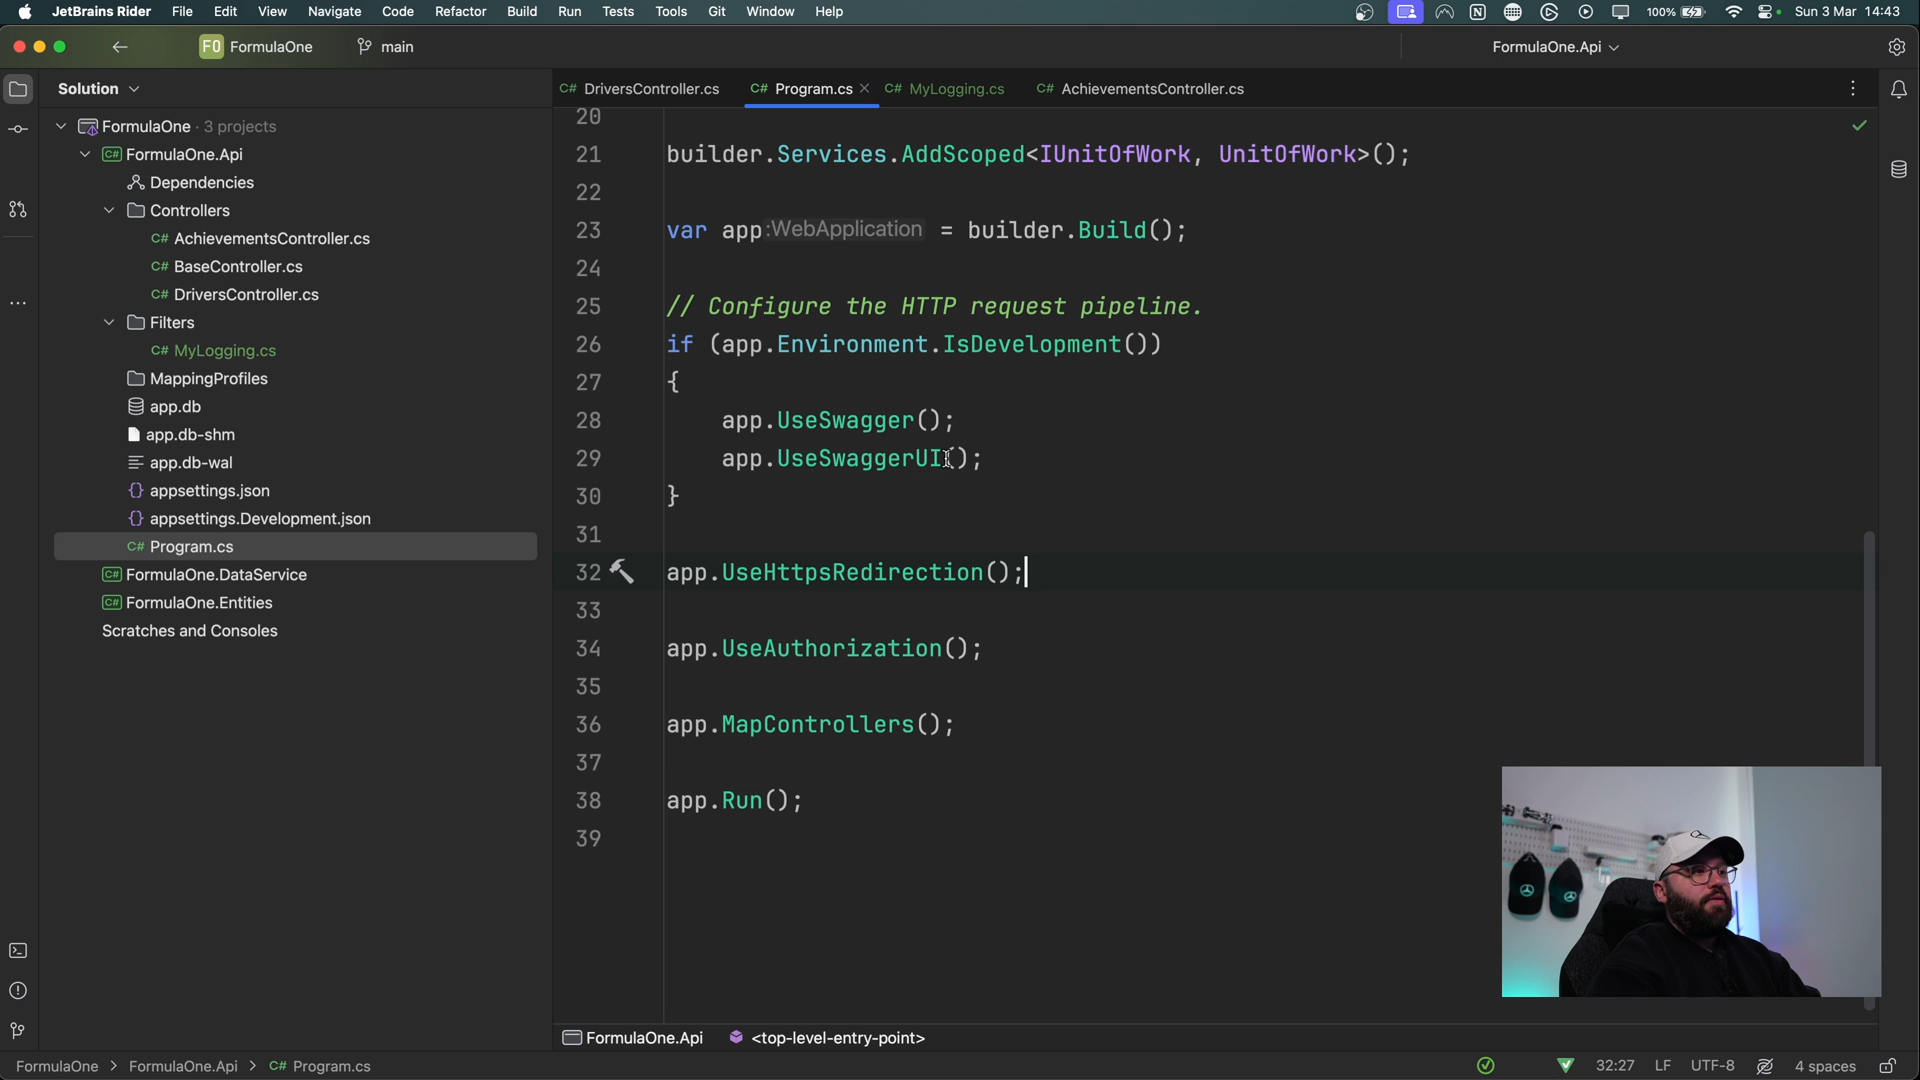 JetBrains Rider File Edit View Navigate Code Refactor Build Run Tests Tools Git Window Help 100% Sun 3 Mar 14:43
FO FormulaOne main FormulaOne.Api
Solution
FormulaOne · 3 projects
C# FormulaOne.Api
Dependencies
Controllers
C# AchievementsController.cs
C# BaseController.cs
C# DriversController.cs
Filters
C# MyLogging.cs
MappingProfiles
app.db
app.db-shm
app.db-wal
{} appsettings.json
{} appsettings.Development.json
C# Program.cs
C# FormulaOne.DataService
C# FormulaOne.Entities
Scratches and Consoles
C# DriversController.cs C# Program.cs C# MyLogging.cs C# AchievementsController.cs
20
21 builder.Services.AddScoped<IUnitOfWork, UnitOfWork>();
22
23 var app :WebApplication = builder.Build();
24
25 // Configure the HTTP request pipeline.
26 if (app.Environment.IsDevelopment())
27 {
28 app.UseSwagger();
29 app.UseSwaggerUI();
30 }
31
32 app.UseHttpsRedirection();
33
34 app.UseAuthorization();
35
36 app.MapControllers();
37
38 app.Run();
39
FormulaOne.Api <top-level-entry-point>
FormulaOne > FormulaOne.Api > C# Program.cs 32:27 LF UTF-8 4 spaces